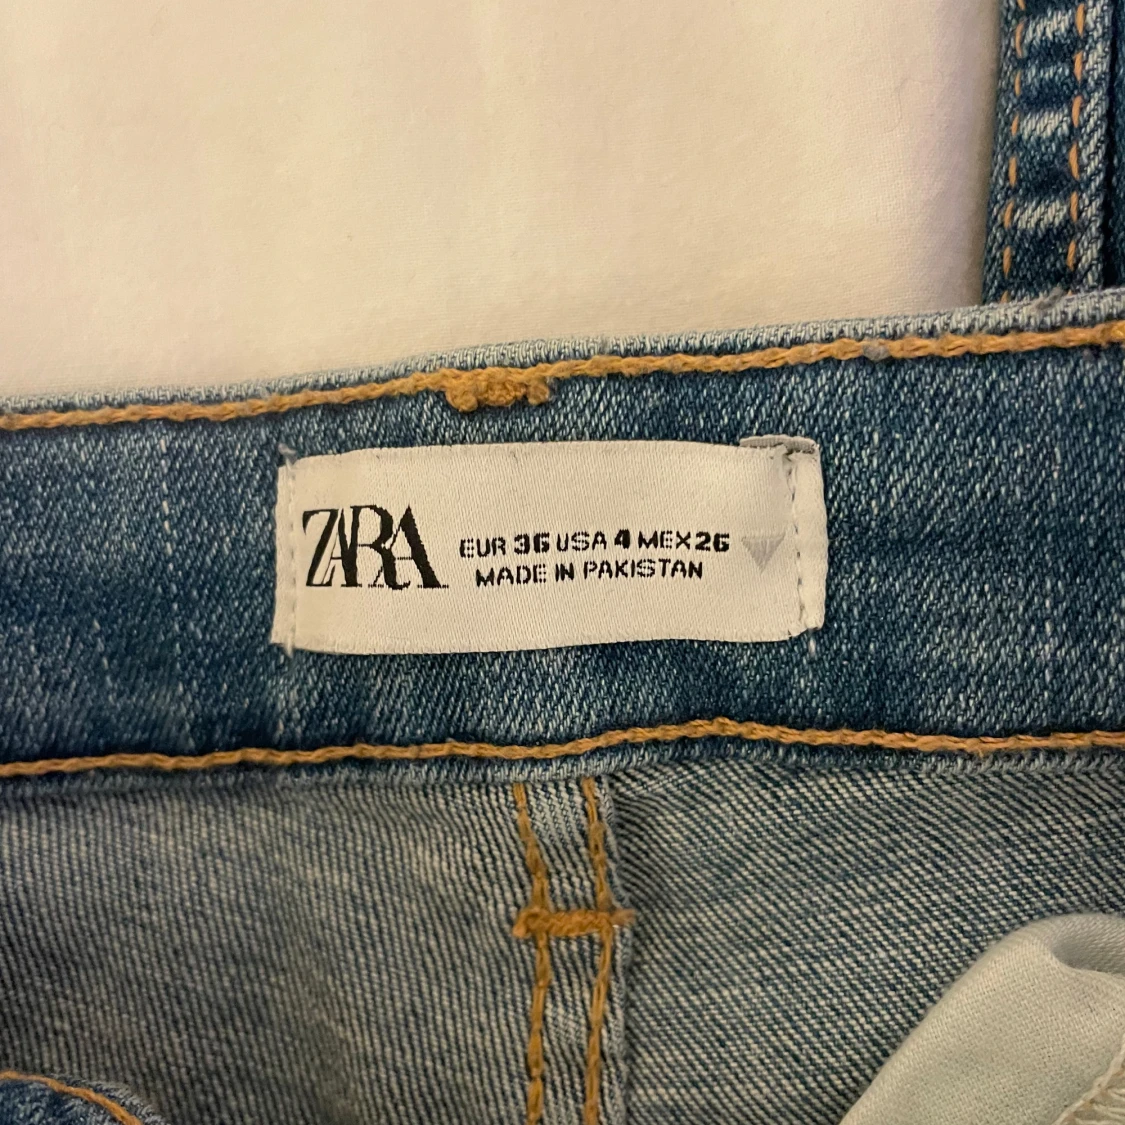 ZARA
EUR 36 USA 4 MEX 26
MADE IN PAKISTAN